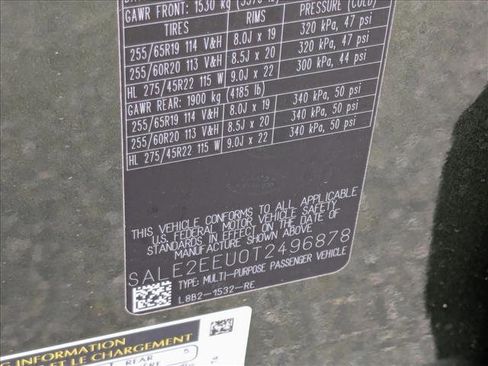 GAWR FRONT: 1530 kg
TIRES RIMS PRESSURE (COLD)
255/65R19 114 V&H 8.0J x 19 320 kPa, 47 psi
255/60R20 113 V&H 8.5J x 20 320 kPa, 47 psi
HL 275/45R22 115 W 9.0J x 22 300 kPa, 44 psi
GAWR REAR: 1900 kg (4185 lb)
255/65R19 114 V&H 8.0J x 19 340 kPa, 50 psi
255/60R20 113 V&H 8.5J x 20 340 kPa, 50 psi
HL 275/45R22 115 W 9.0J x 22 340 kPa, 50 psi
THIS VEHICLE CONFORMS TO ALL APPLICABLE
U.S. FEDERAL MOTOR VEHICLE SAFETY
STANDARDS IN EFFECT ON THE DATE OF
MANUFACTURE SHOWN ABOVE
SALE2EEU0T2496878
TYPE: MULTI-PURPOSE PASSENGER VEHICLE
L8B2-1532-RE
INFORMATION
ET LE CHARGEMENT
REAR 5